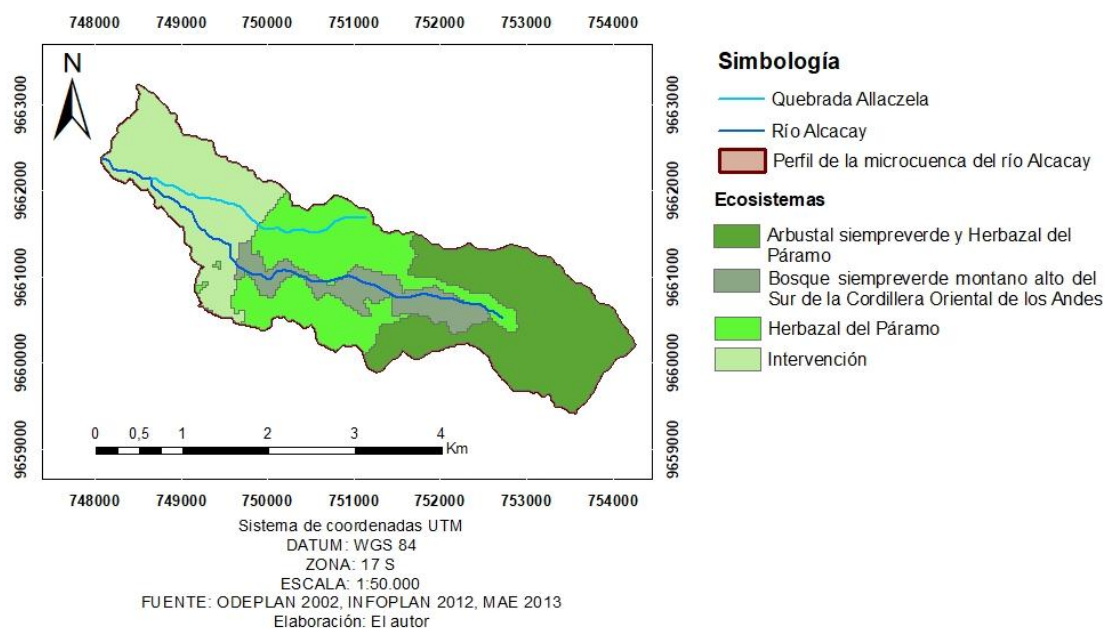 748000 749000 750000 751000 752000 753000 754000
N
9663000
9662000
9661000
9660000
9659000
9663000
9662000
9661000
9660000
9659000
0 0,5 1 2 3 4
Km
748000 749000 750000 751000 752000 753000 754000
Sistema de coordenadas UTM
DATUM: WGS 84
ZONA: 17 S
ESCALA: 1:50.000
FUENTE: ODEPLAN 2002, INFOPLAN 2012, MAE 2013
Elaboración: El autor
Simbología
Quebrada Allaczela
Río Alcacay
Perfil de la microcuenca del río Alcacay
Ecosistemas
Arbustal siempreverde y Herbazal del
Páramo
Bosque siempreverde montano alto del
Sur de la Cordillera Oriental de los Andes
Herbazal del Páramo
Intervención